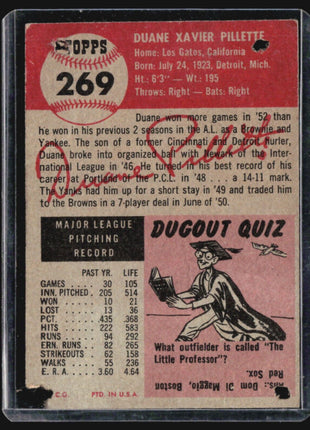 TOPPS
269
DUANE XAVIER PILLETTE
Home: Los Gatos, California
Born: July 24, 1923, Detroit, Mich.
Ht: 6'3" — Wt: 195
Throws: Right — Bats: Right
Duane won more games in '52 than
he won in his previous 2 seasons in the A.L. as a Brownie and
Yankee. The son of a former Cincinnati and Detroit hurler,
Duane broke into organized ball with Newark of the Inter-
national League in '46. He turned in his best record of his
career at Portland of the P.C.L. '48 ... a 14-11 mark. The
Yanks had him up for a short stay in '49 and traded him to
the Browns in a 7-player deal in June of '50.
Duane Pillette
MAJOR LEAGUE
PITCHING
RECORD
PAST YR. LIFE
GAMES 30 105
INN. PITCHED 205 514
WON 10 21
LOST 13 36
PCT. .435 .368
HITS 222 583
RUNS 94 292
ERN. RUNS 82 265
STRIKEOUTS 62 158
WALKS 55 236
E.R.A. 3.60 4.64
C.G. PTD. IN U.S.A.
DUGOUT QUIZ
What outfielder is called "The
Little Professor"?
Ans.: Dom Di Maggio, Boston
Red Sox